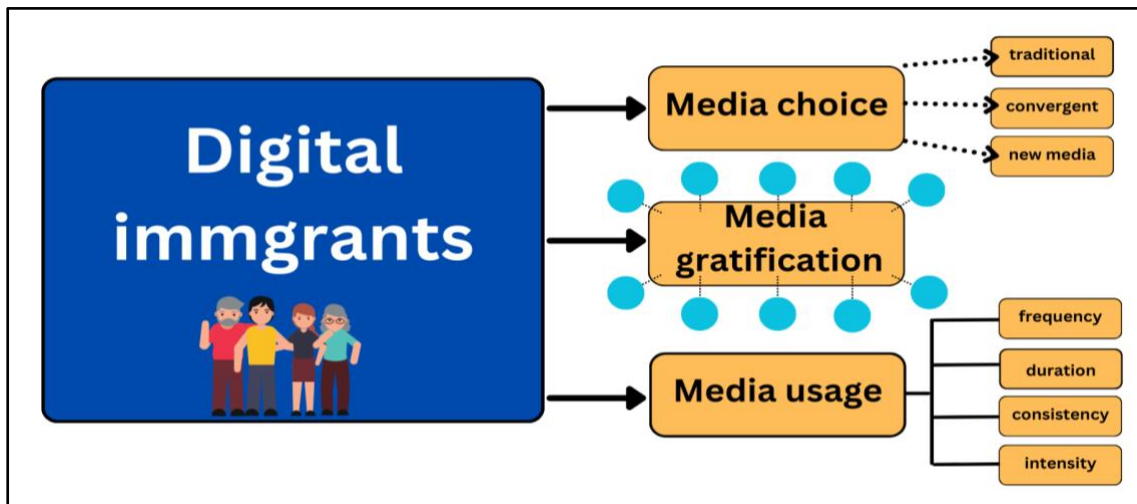 Digital
immgrants
Media choice
traditional
convergent
new media
Media
gratification
Media usage
frequency
duration
consistency
intensity